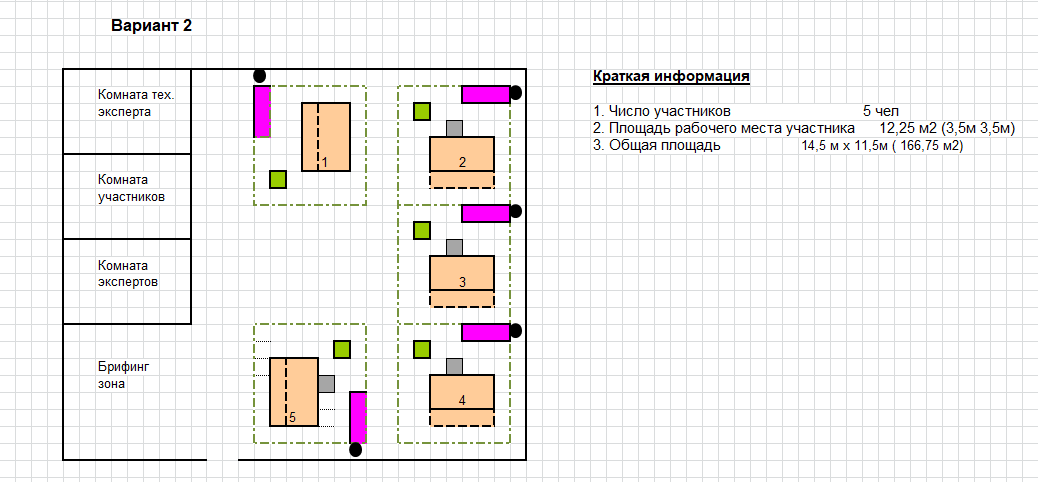 Вариант 2
Краткая информация
1. Число участников 5 чел
2. Площадь рабочего места участника 12,25 м2 (3,5м 3,5м)
3. Общая площадь 14,5 м х 11,5м ( 166,75 м2)
Комната тех.
эксперта
Комната
участников
Комната
экспертов
Брифинг
зона
1
2
3
4
5